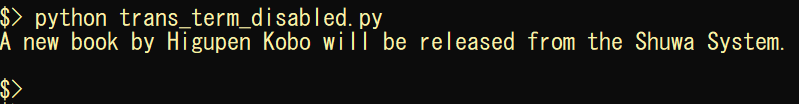 $> python trans_term_disabled.py
A new book by Higupen Kobo will be released from the Shuwa System.
$>